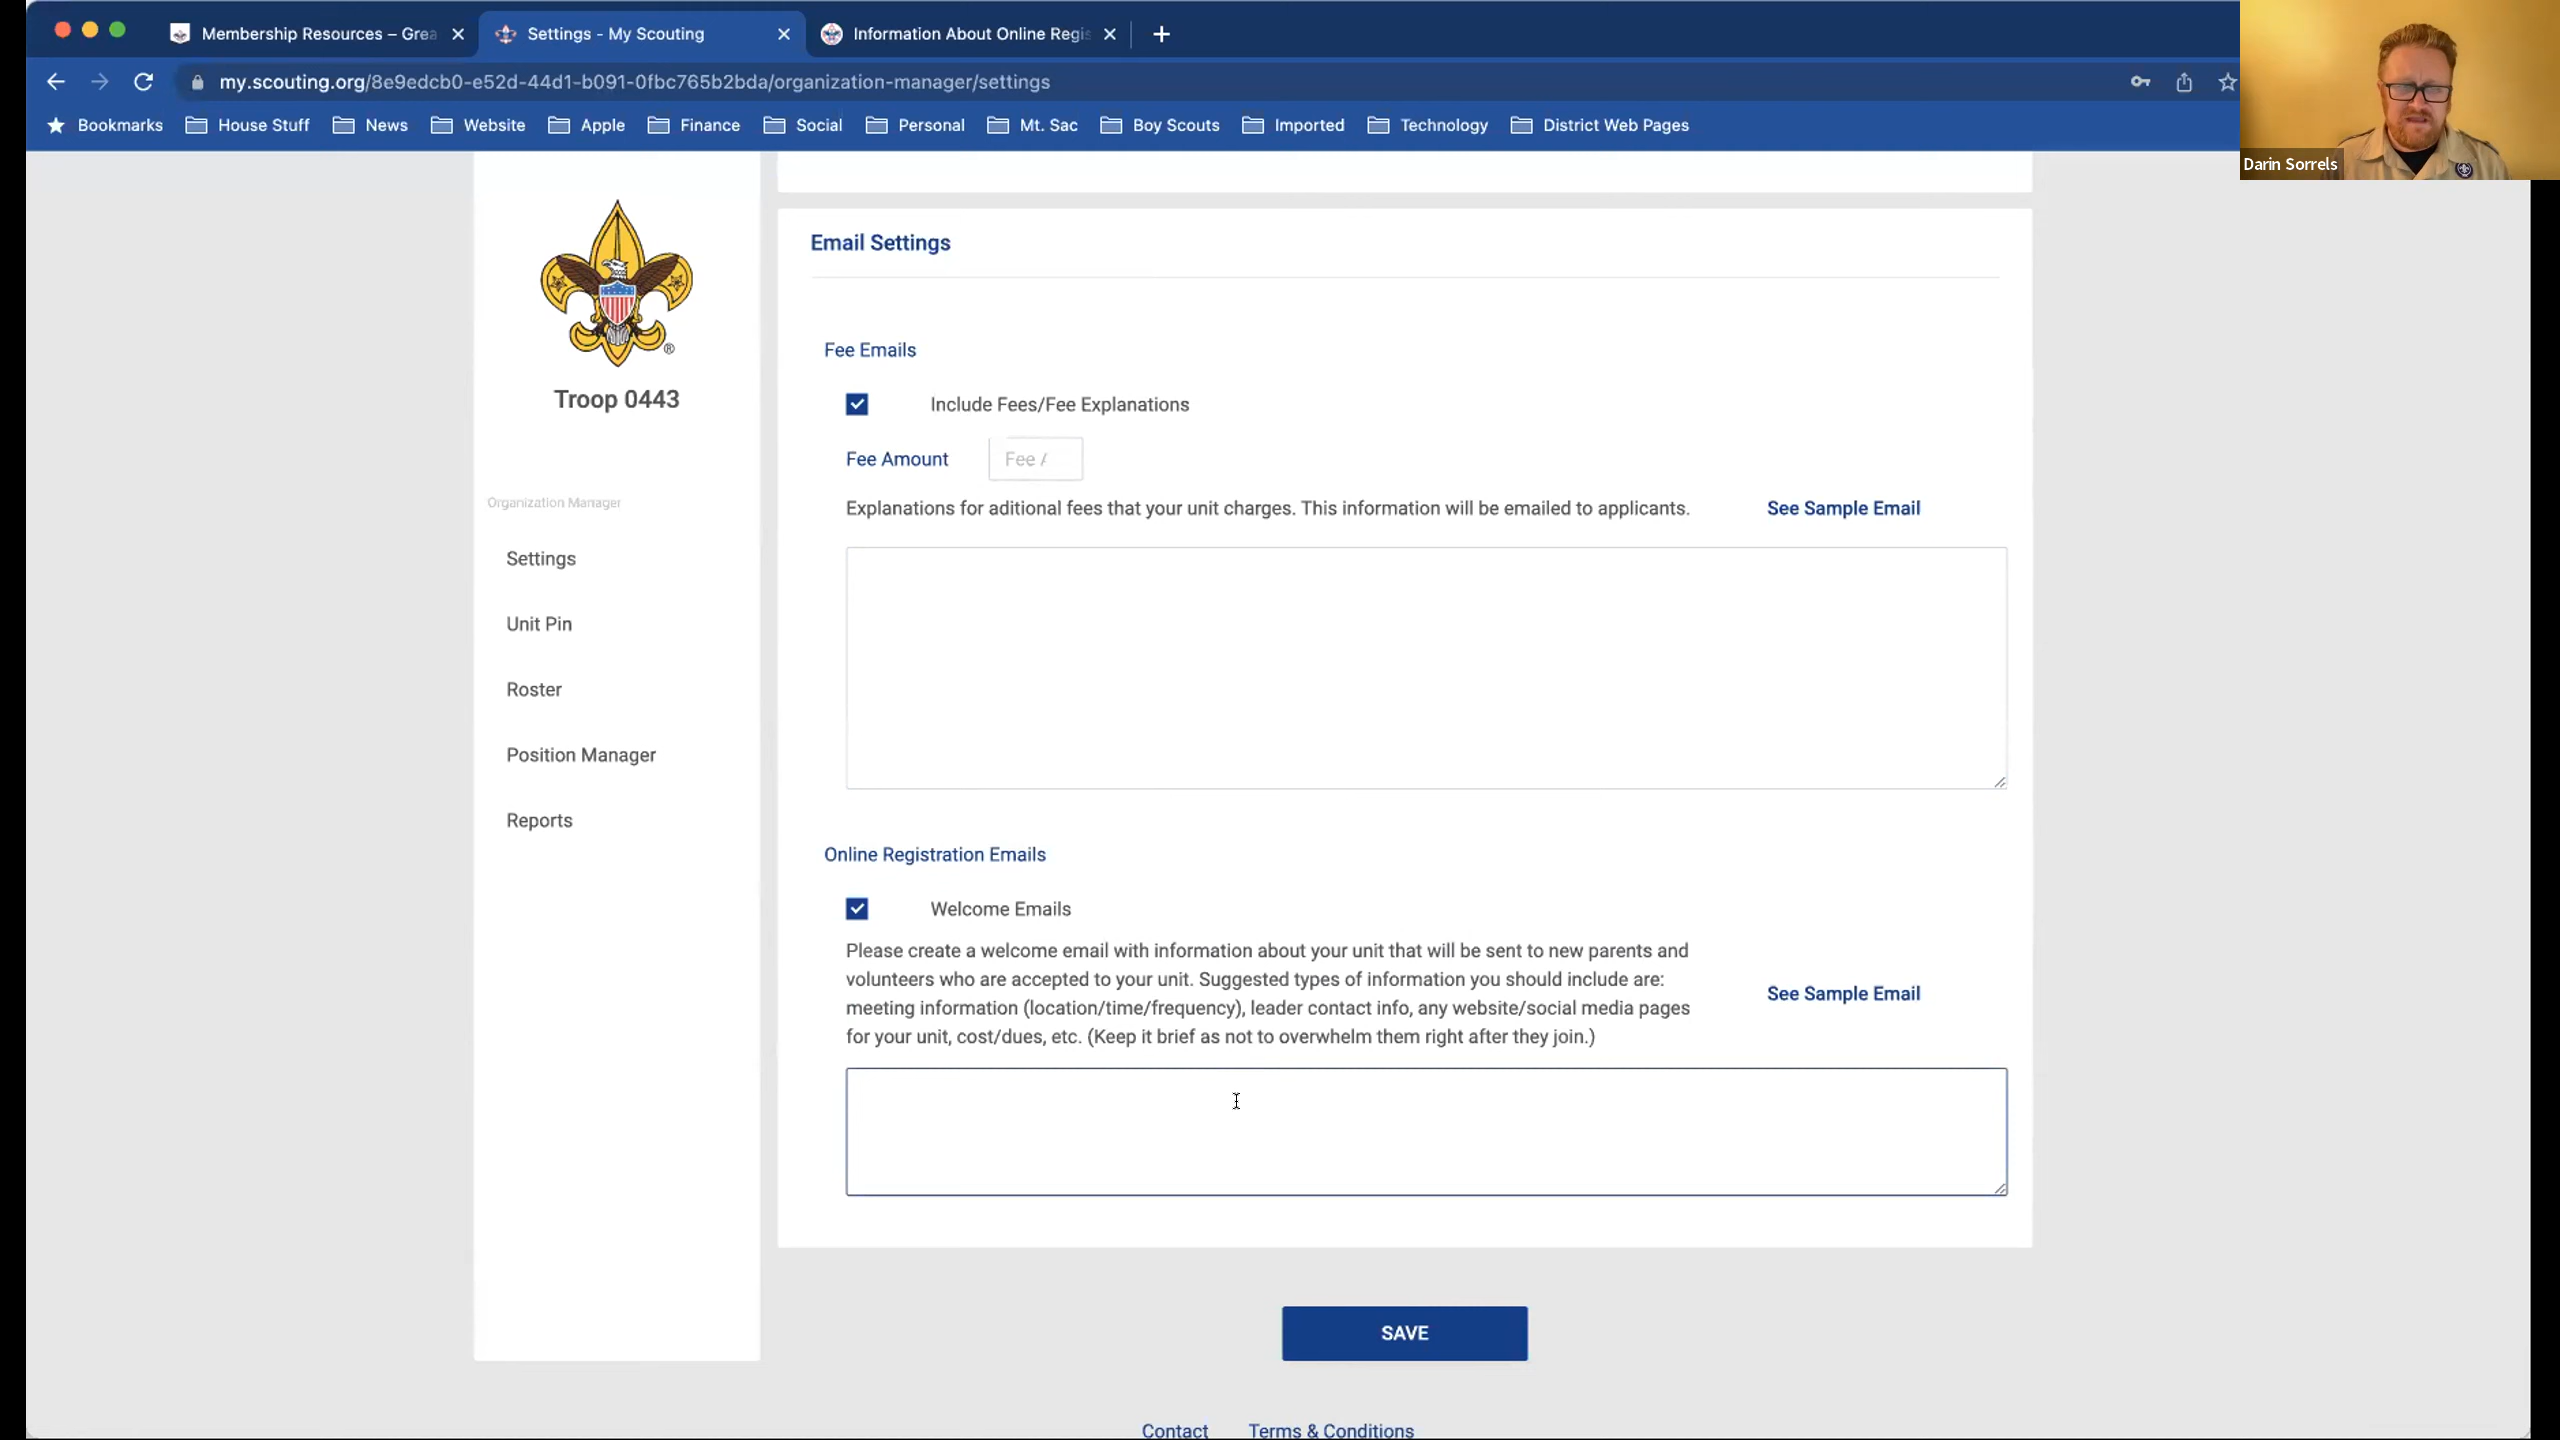 Membership Resources – Grea
Settings - My Scouting
Information About Online Regis
my.scouting.org/8e9edcb0-e52d-44d1-b091-0fbc765b2bda/organization-manager/settings
Bookmarks House Stuff News Website Apple Finance Social Personal Mt. Sac Boy Scouts Imported Technology District Web Pages
Darin Sorrels
®
Troop 0443
Organization Manager
Settings
Unit Pin
Roster
Position Manager
Reports
Email Settings
Fee Emails
Include Fees/Fee Explanations
Fee Amount Fee A
Explanations for aditional fees that your unit charges. This information will be emailed to applicants.
See Sample Email
Online Registration Emails
Welcome Emails
Please create a welcome email with information about your unit that will be sent to new parents and
volunteers who are accepted to your unit. Suggested types of information you should include are:
meeting information (location/time/frequency), leader contact info, any website/social media pages
for your unit, cost/dues, etc. (Keep it brief as not to overwhelm them right after they join.)
See Sample Email
SAVE
Contact Terms & Conditions